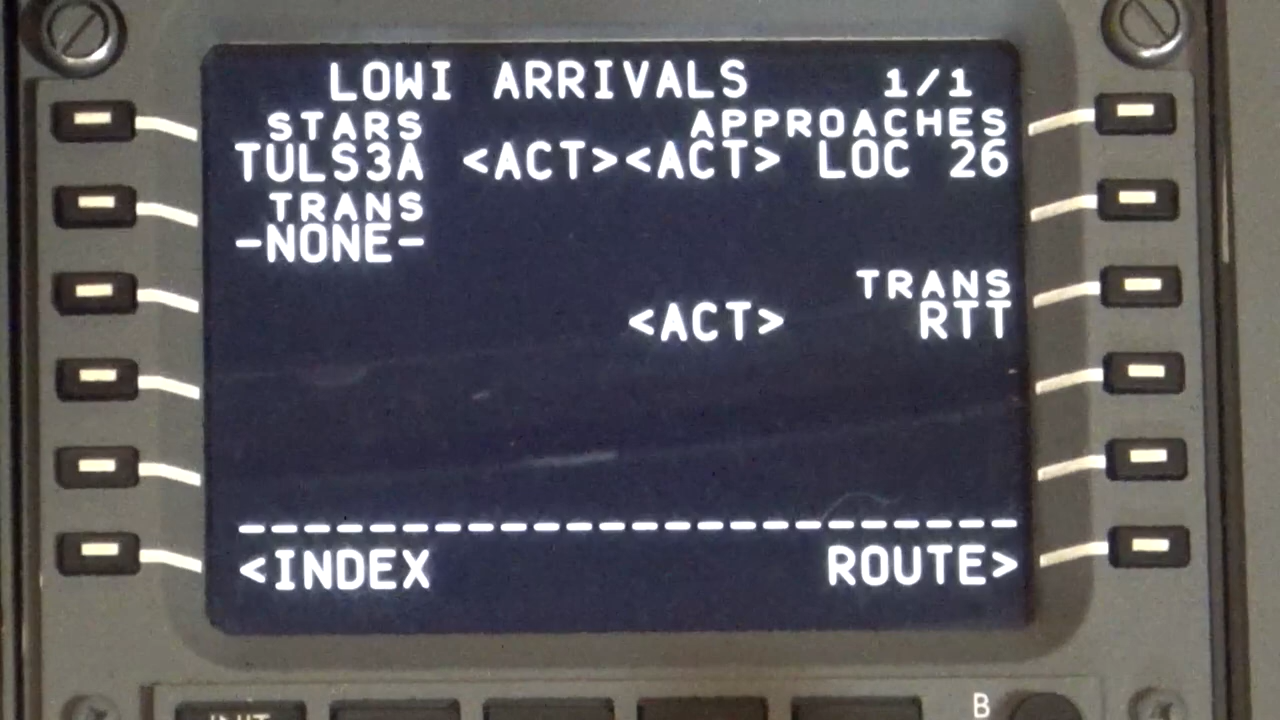 LOWI ARRIVALS 1/1
STARS APPROACHES
TULS3A <ACT><ACT> LOC 26
TRANS
-NONE-
TRANS
<ACT> RTT
<INDEX ROUTE>
B